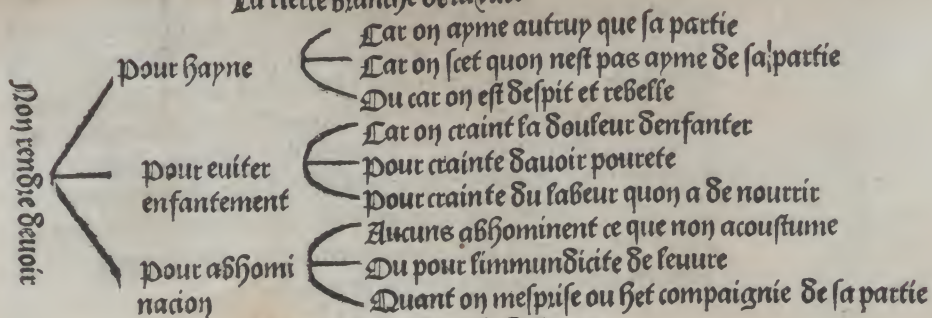 La
branche
Car on ayme autruy que sa partie
Pour hayne
Car on scet quon nest pas ayme de sa partie
Ou car on est despit et rebelle
Non rendre deuoir
Car on craint la douleur denfanter
Pour euiter
enfantement
Pour crainte dauoir pourete
Pour crainte du labeur quon a de nourrir
Aucuns abhominent ce que non acoustume
Pour abhomi
nacion
Ou pour limmundicite de leuure
Quant on mesprise ou het compaignie de sa partie